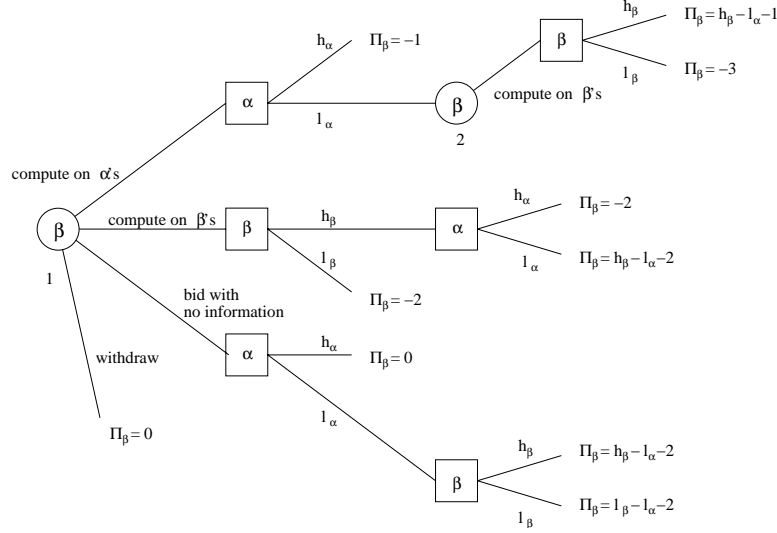 h_β
Π_β = h_β − l_α − 1
β
l_β
Π_β = −3
h_α
Π_β = −1
α
l_α
β
compute on β's
2
compute on α's
β
1
compute on β's
β
h_β
l_β
Π_β = −2
α
h_α
Π_β = −2
l_α
Π_β = h_β − l_α − 2
bid with
no information
α
h_α
Π_β = 0
l_α
withdraw
Π_β = 0
β
h_β
Π_β = h_β − l_α − 2
l_β
Π_β = l_β − l_α − 2